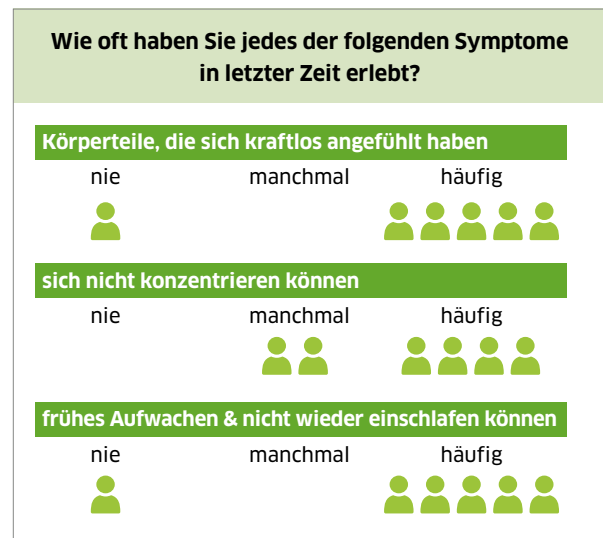 Wie oft haben Sie jedes der folgenden Symptome
in letzter Zeit erlebt?
Körperteile, die sich kraftlos angefühlt haben
nie manchmal häufig
sich nicht konzentrieren können
nie manchmal häufig
frühes Aufwachen & nicht wieder einschlafen können
nie manchmal häufig